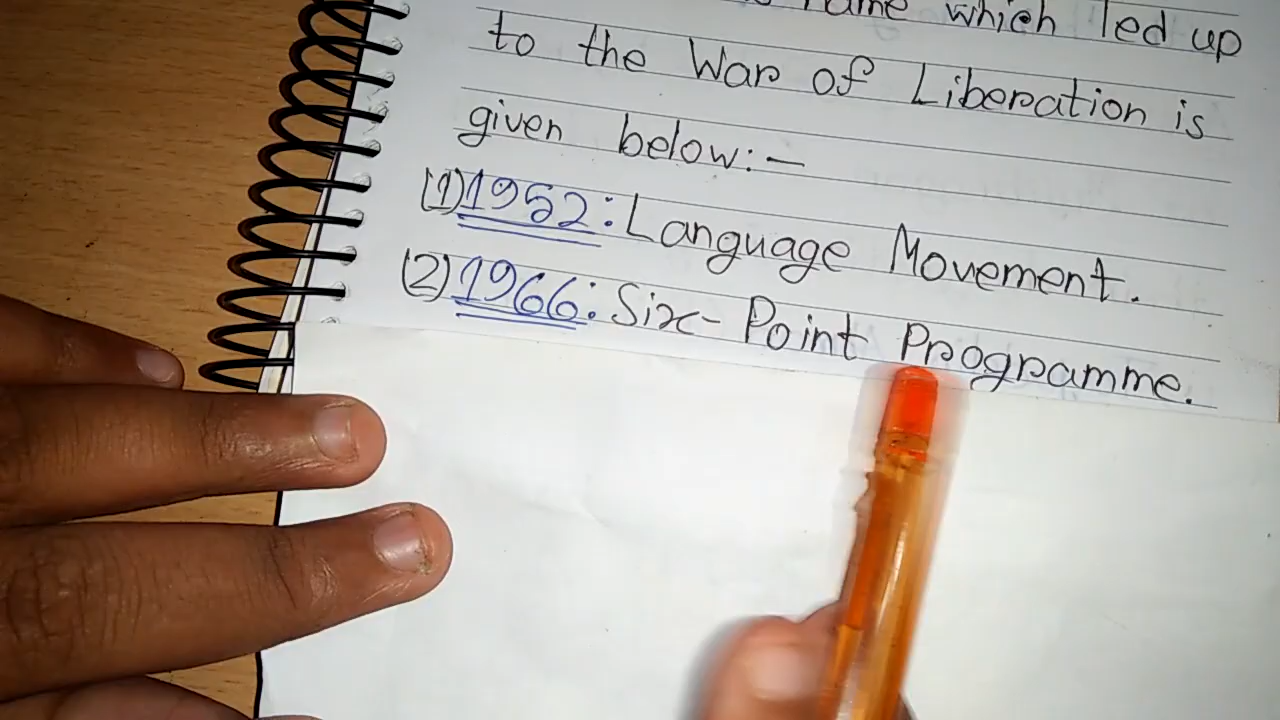 which led up
to the War of Liberation is
given below:—
(1) 1952: Language Movement.
(2) 1966: Six-Point Programme.